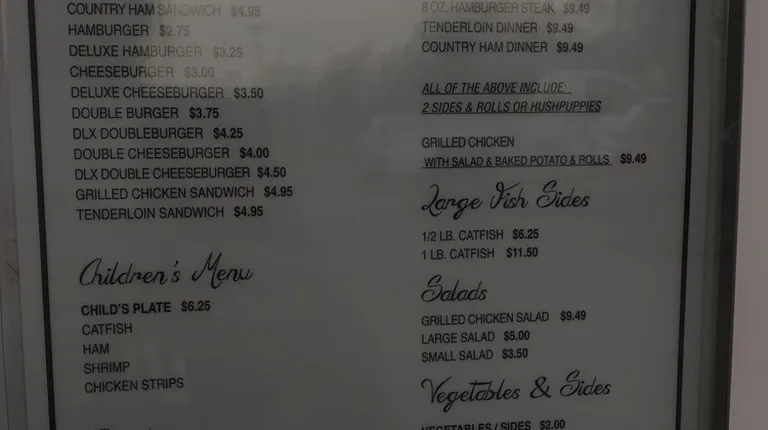 COUNTRY HAM SANDWICH $4.95
HAMBURGER $2.75
DELUXE HAMBURGER $3.25
CHEESEBURGER $3.00
DELUXE CHEESEBURGER $3.50
DOUBLE BURGER $3.75
DLX DOUBLEBURGER $4.25
DOUBLE CHEESEBURGER $4.00
DLX DOUBLE CHEESEBURGER $4.50
GRILLED CHICKEN SANDWICH $4.95
TENDERLOIN SANDWICH $4.95
Children's Menu
CHILD'S PLATE $6.25
CATFISH
HAM
SHRIMP
CHICKEN STRIPS
8 OZ. HAMBURGER STEAK $9.49
TENDERLOIN DINNER $9.49
COUNTRY HAM DINNER $9.49
ALL OF THE ABOVE INCLUDE:
2 SIDES & ROLLS OR HUSHPUPPIES
GRILLED CHICKEN
WITH SALAD & BAKED POTATO & ROLLS $9.49
Large Fish Sides
1/2 LB. CATFISH $6.25
1 LB. CATFISH $11.50
Salads
GRILLED CHICKEN SALAD $9.49
LARGE SALAD $5.00
SMALL SALAD $3.50
Vegetables & Sides
VEGETABLES / SIDES $2.00